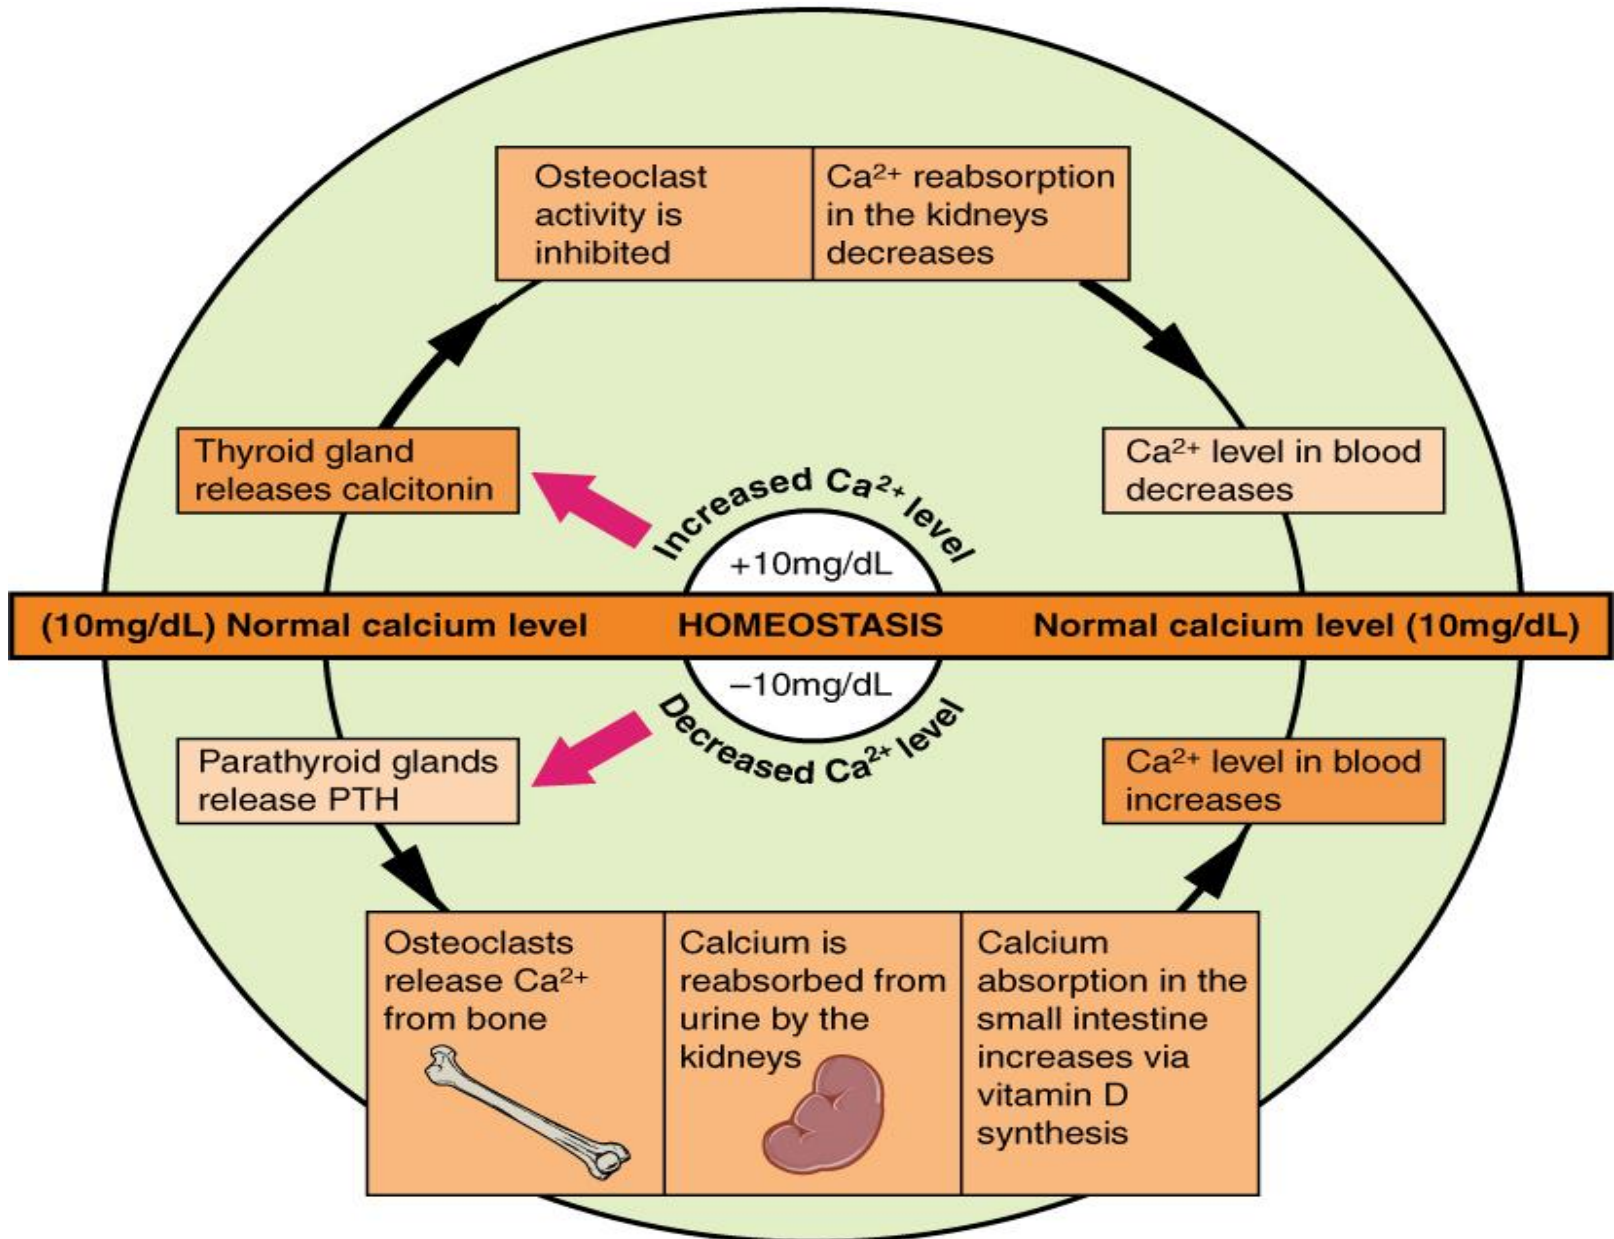 Osteoclast
activity is
inhibited
Ca²⁺ reabsorption
in the kidneys
decreases
Thyroid gland
releases calcitonin
Increased Ca²⁺ level
+10mg/dL
Ca²⁺ level in blood
decreases
(10mg/dL) Normal calcium level HOMEOSTASIS Normal calcium level (10mg/dL)
–10mg/dL
Decreased Ca²⁺ level
Parathyroid glands
release PTH
Ca²⁺ level in blood
increases
Osteoclasts
release Ca²⁺
from bone
Calcium is
reabsorbed from
urine by the
kidneys
Calcium
absorption in the
small intestine
increases via
vitamin D
synthesis